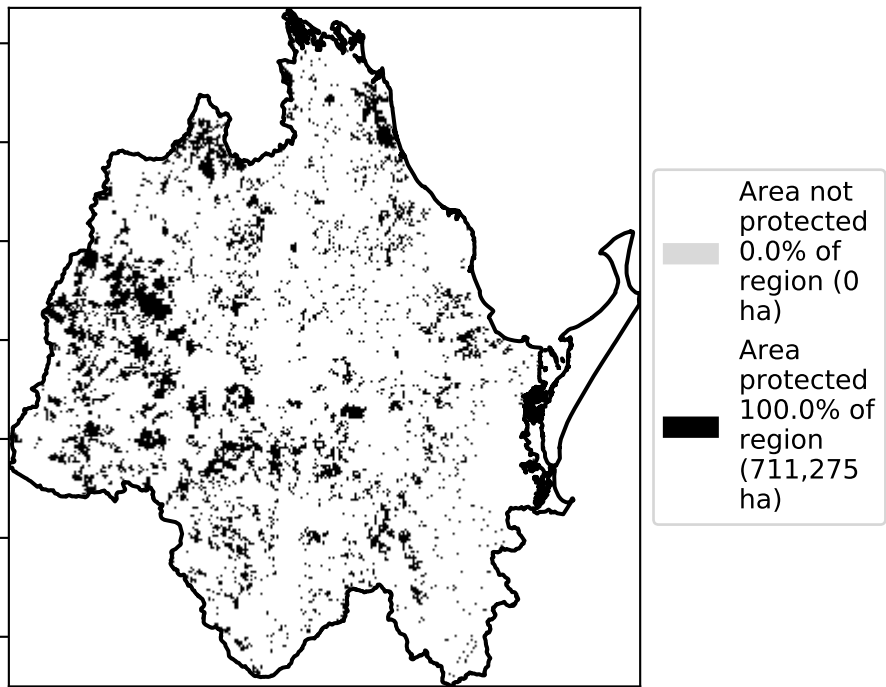 Area not
protected
0.0% of
region (0
ha)
Area
protected
100.0% of
region
(711,275
ha)